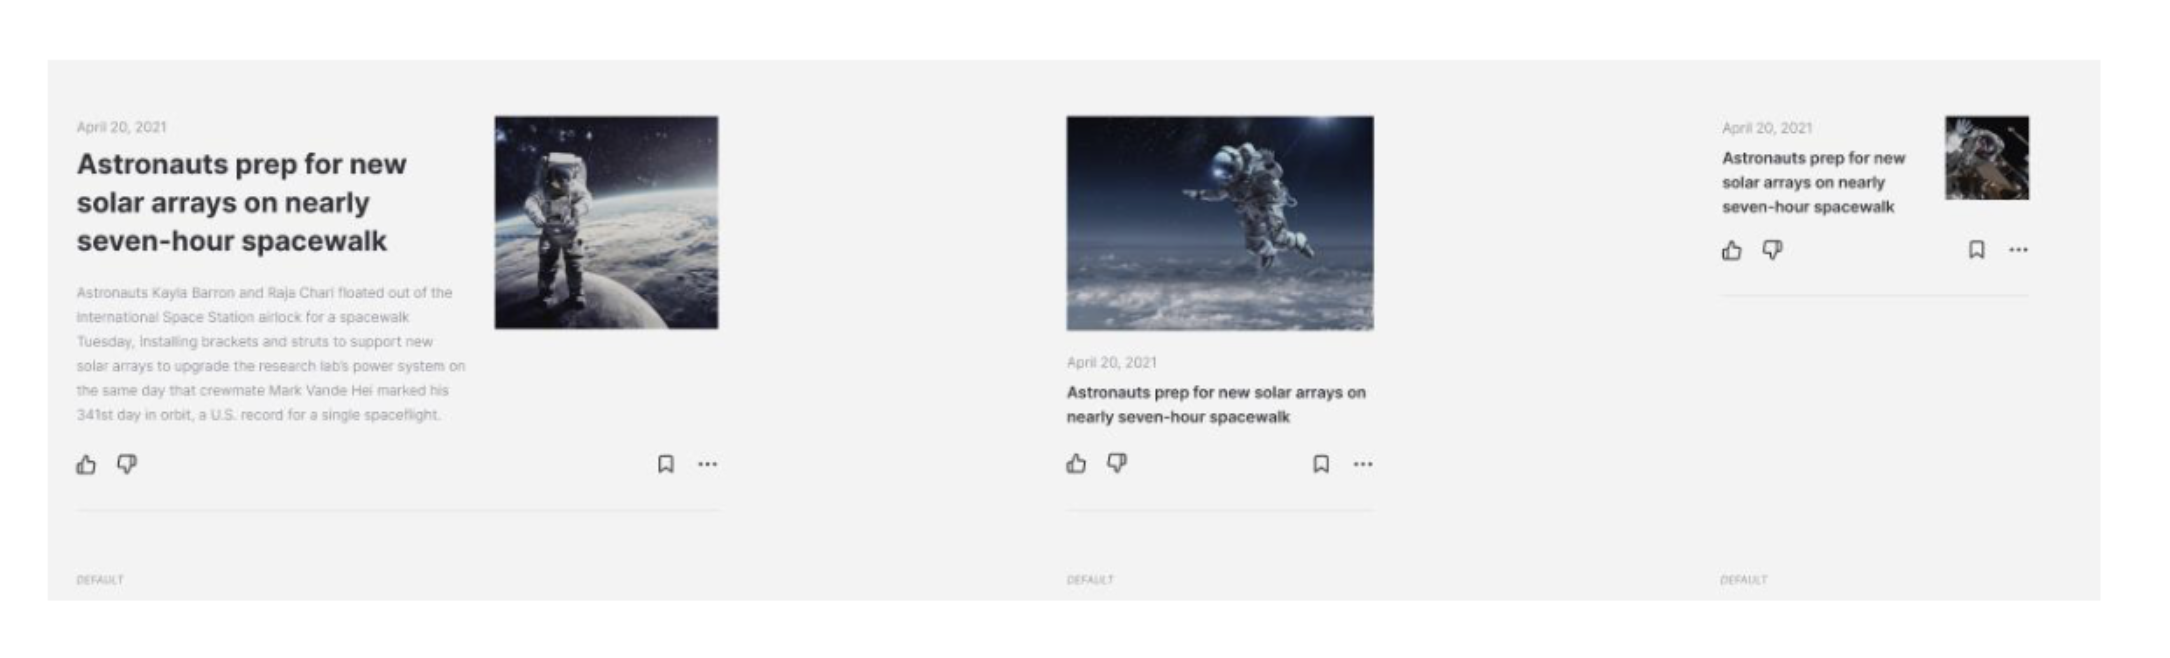 April 20, 2021
Astronauts prep for new
solar arrays on nearly
seven-hour spacewalk
Astronauts Kayla Barron and Raja Chari floated out of the
International Space Station airlock for a spacewalk
Tuesday, installing brackets and struts to support new
solar arrays to upgrade the research lab's power system on
the same day that crewmate Mark Vande Hei marked his
341st day in orbit, a U.S. record for a single spaceflight.
DEFAULT
April 20, 2021
Astronauts prep for new solar arrays on
nearly seven-hour spacewalk
DEFAULT
April 20, 2021
Astronauts prep for new
solar arrays on nearly
seven-hour spacewalk
DEFAULT